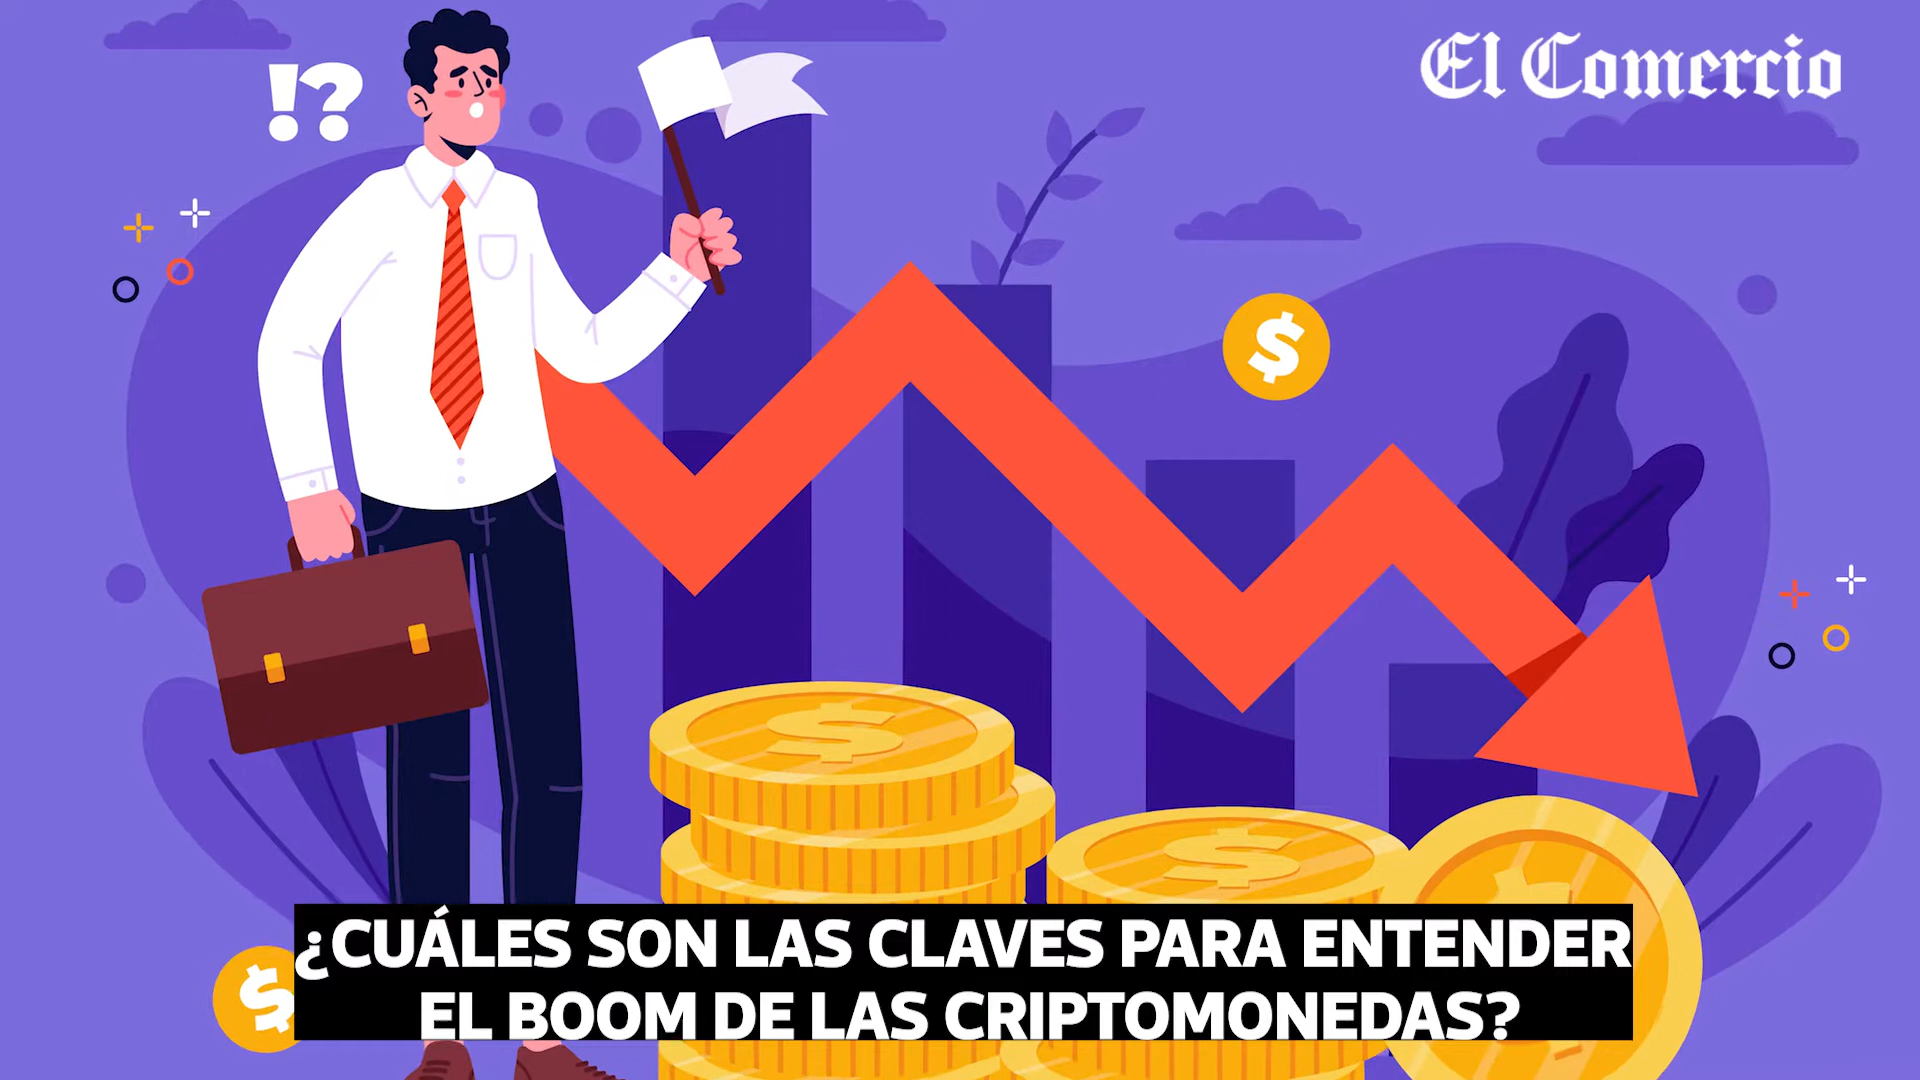 !?
El Comercio
$
$
$
$
¿CUÁLES SON LAS CLAVES PARA ENTENDER
EL BOOM DE LAS CRIPTOMONEDAS?